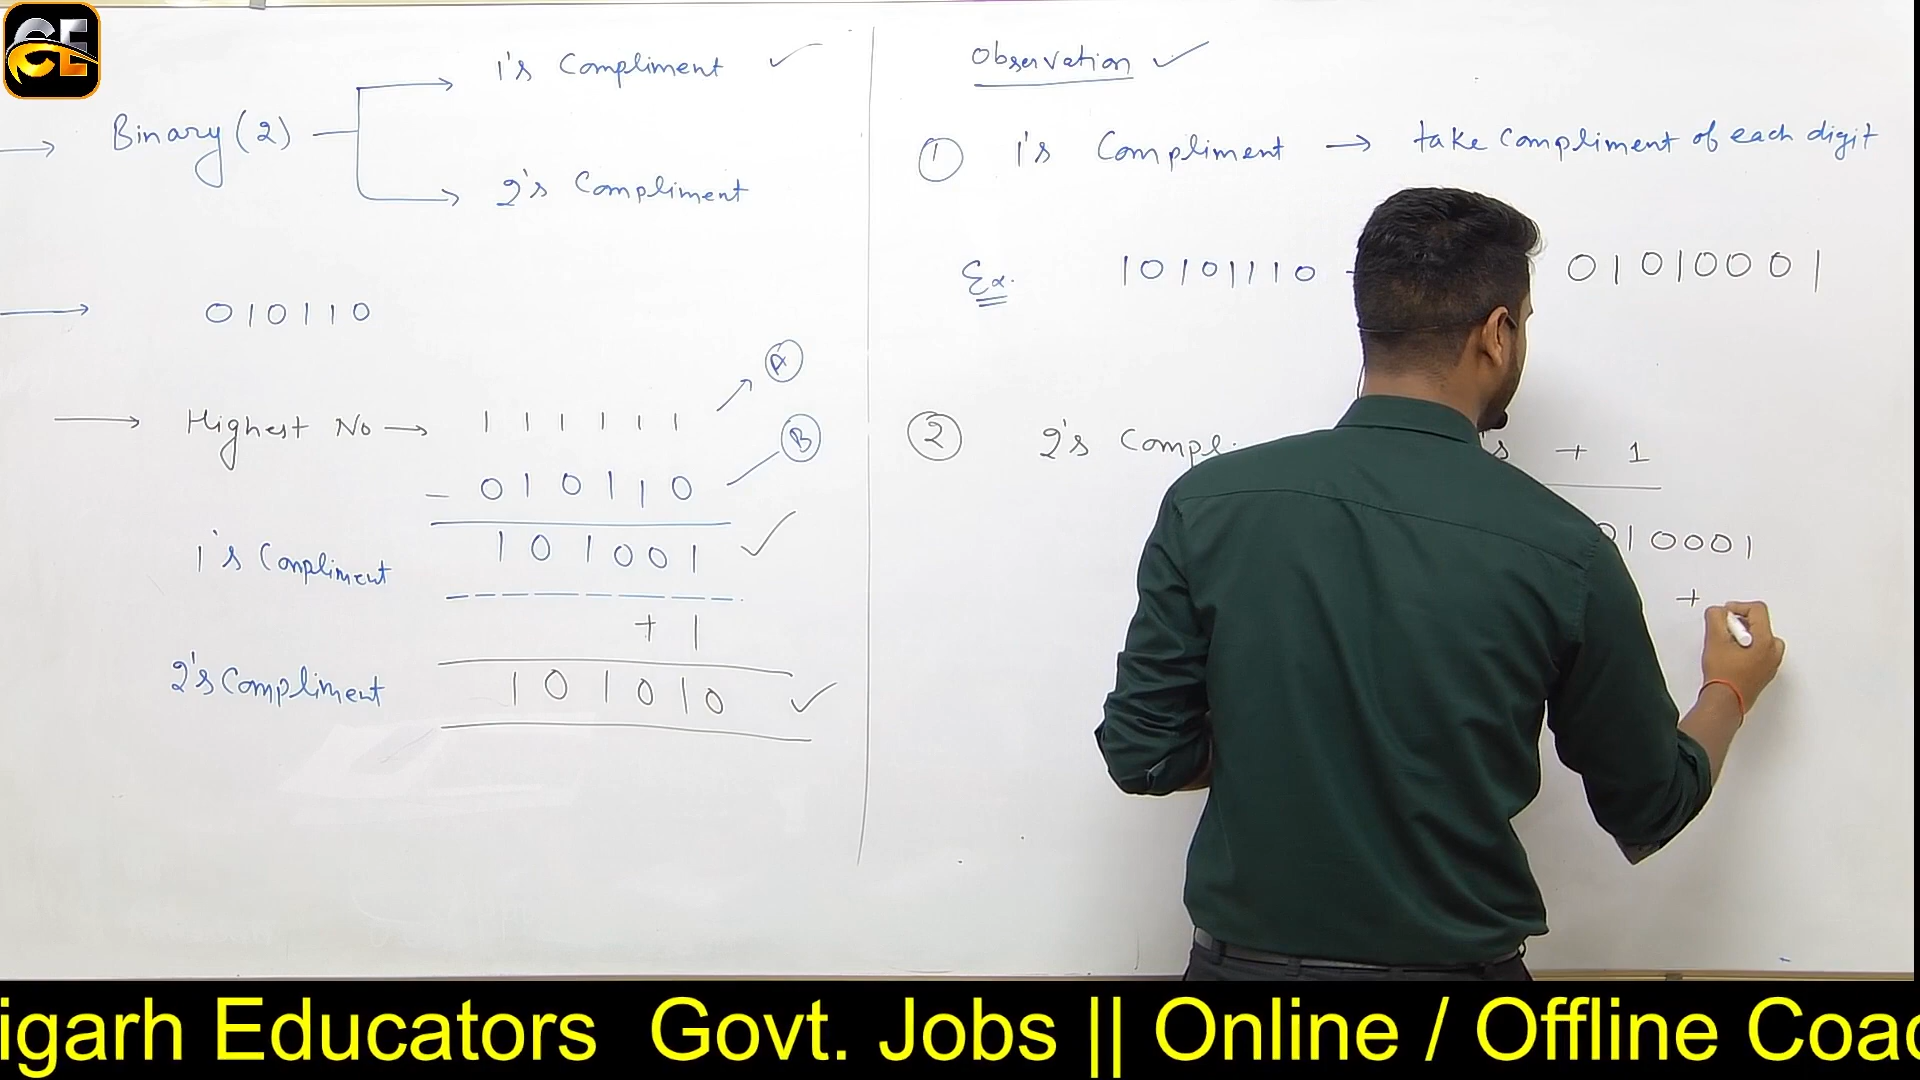 CE
1's Compliment
Binary (2)
2's Compliment
010110
A
Highest No → 111111
B
- 010110
1's Compliment 101001
+ 1
2's Compliment 101010
Observation
1 1's Compliment → take compliment of each digit
Ex. 10101110 01010001
2 2's Compl s + 1
010001
+
igarh Educators Govt. Jobs || Online / Offline Coac